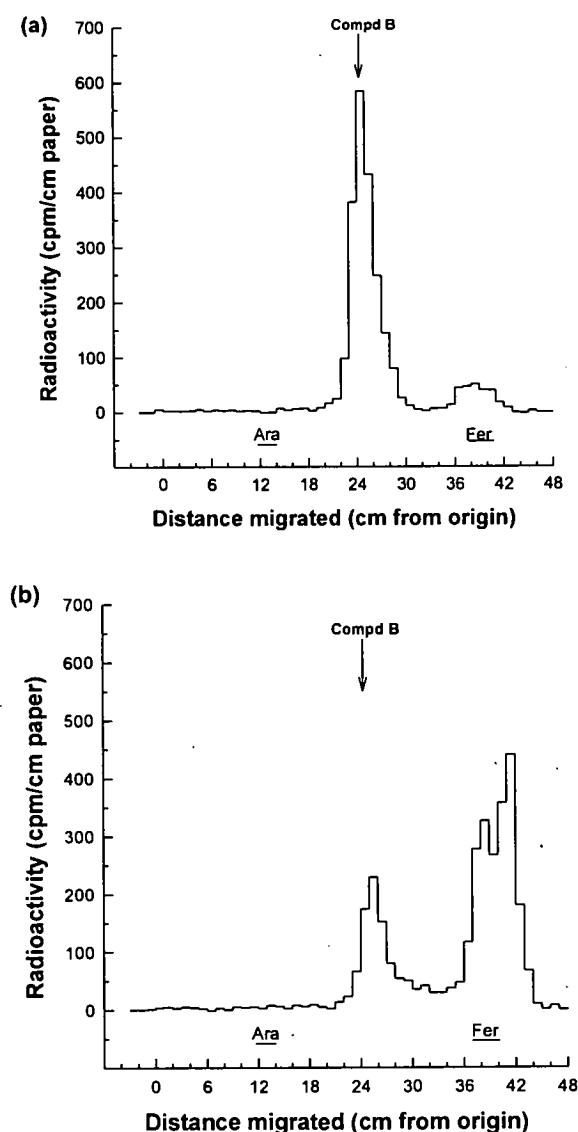 (a)
Compd B
700
600
500
400
300
200
100
0
Radioactivity (cpm/cm paper)
Ara
Fer
0 6 12 18 24 30 36 42 48
Distance migrated (cm from origin)
(b)
Compd B
700
600
500
400
300
200
100
0
Radioactivity (cpm/cm paper)
Ara
Fer
0 6 12 18 24 30 36 42 48
Distance migrated (cm from origin)